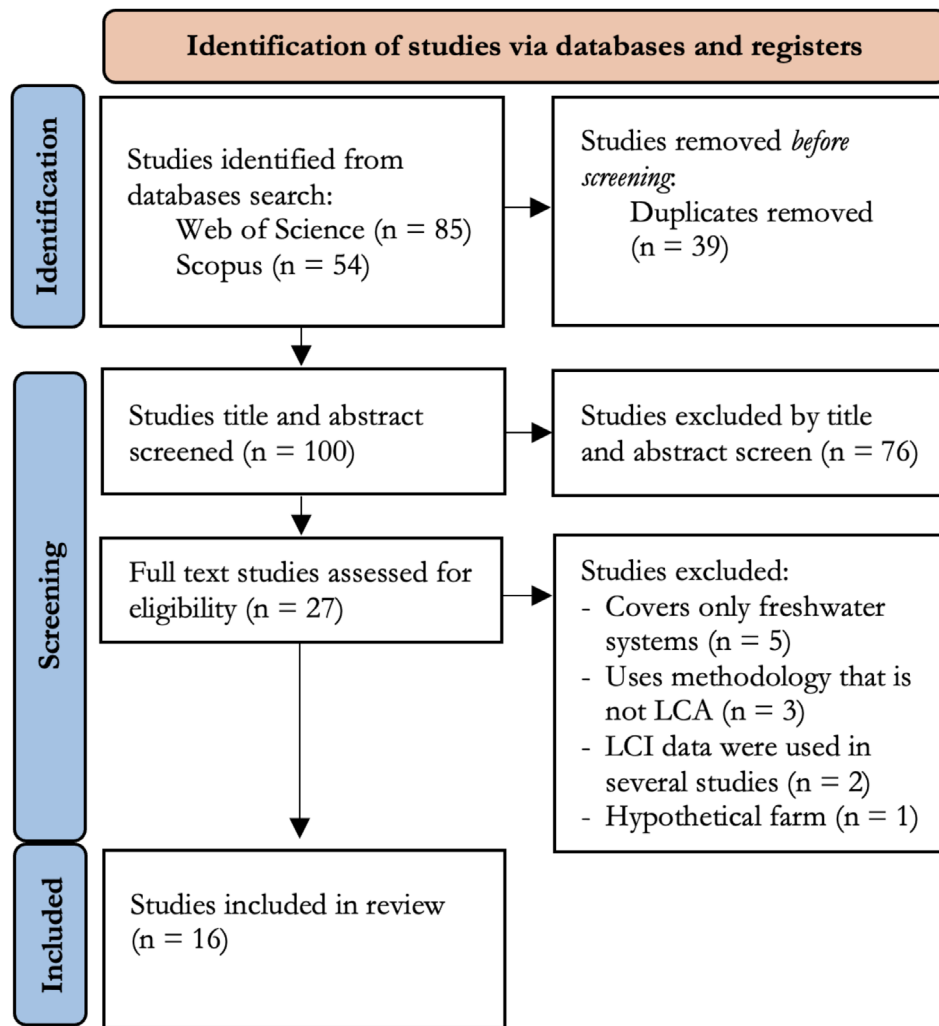 Identification of studies via databases and registers
Identification
Studies identified from
databases search:
Web of Science (n = 85)
Scopus (n = 54)
Studies removed before
screening:
Duplicates removed
(n = 39)
Screening
Studies title and abstract
screened (n = 100)
Studies excluded by title
and abstract screen (n = 76)
Full text studies assessed for
eligibility (n = 27)
Studies excluded:
- Covers only freshwater
systems (n = 5)
- Uses methodology that is
not LCA (n = 3)
- LCI data were used in
several studies (n = 2)
- Hypothetical farm (n = 1)
Included
Studies included in review
(n = 16)